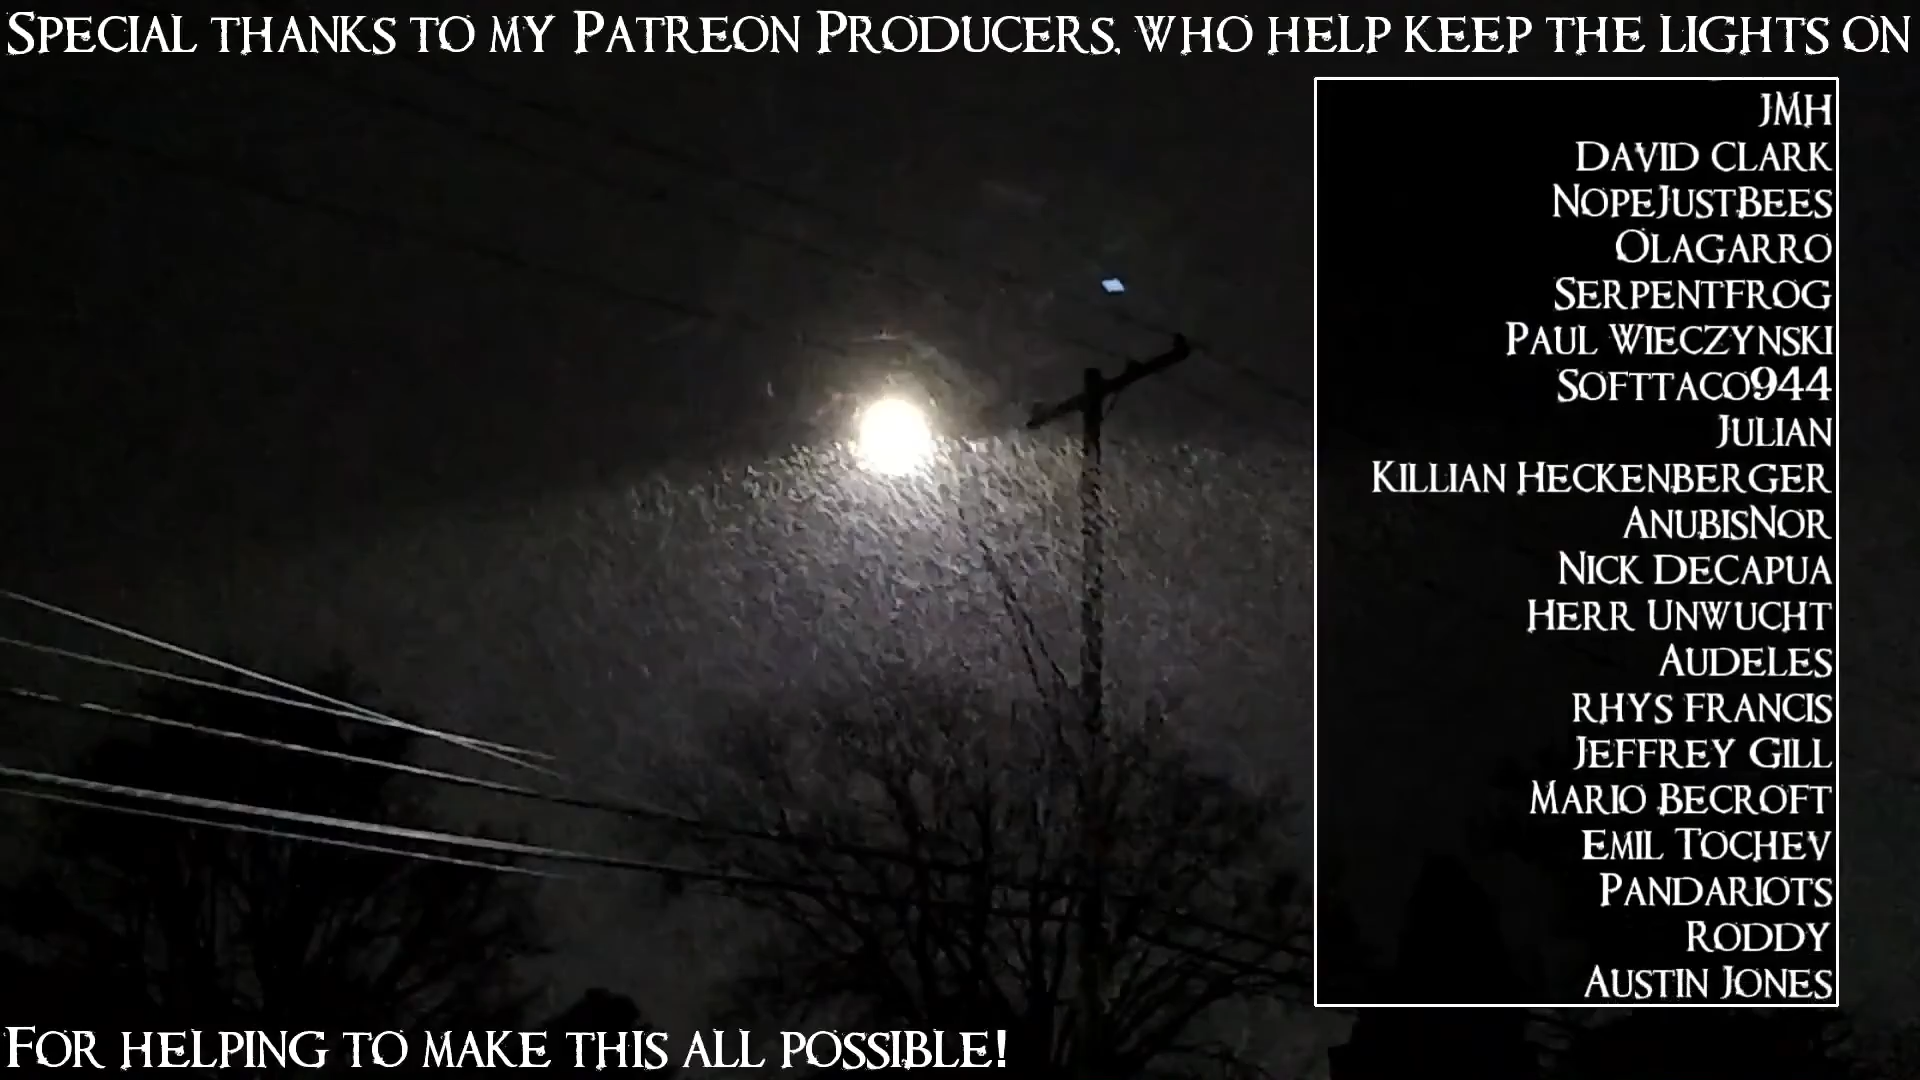 Special thanks to my Patreon Producers, who help keep the lights on
JMH
David Clark
NopeJustBees
Olagarro
Serpentfrog
Paul Wieczynski
Softtaco944
Julian
Killian Heckenberger
AnubisNor
Nick DeCapua
Herr Unwucht
Audeles
rhys francis
Jeffrey Gill
Mario Becroft
Emil Tochev
Pandariots
Roddy
Austin Jones
For helping to make this all possible!